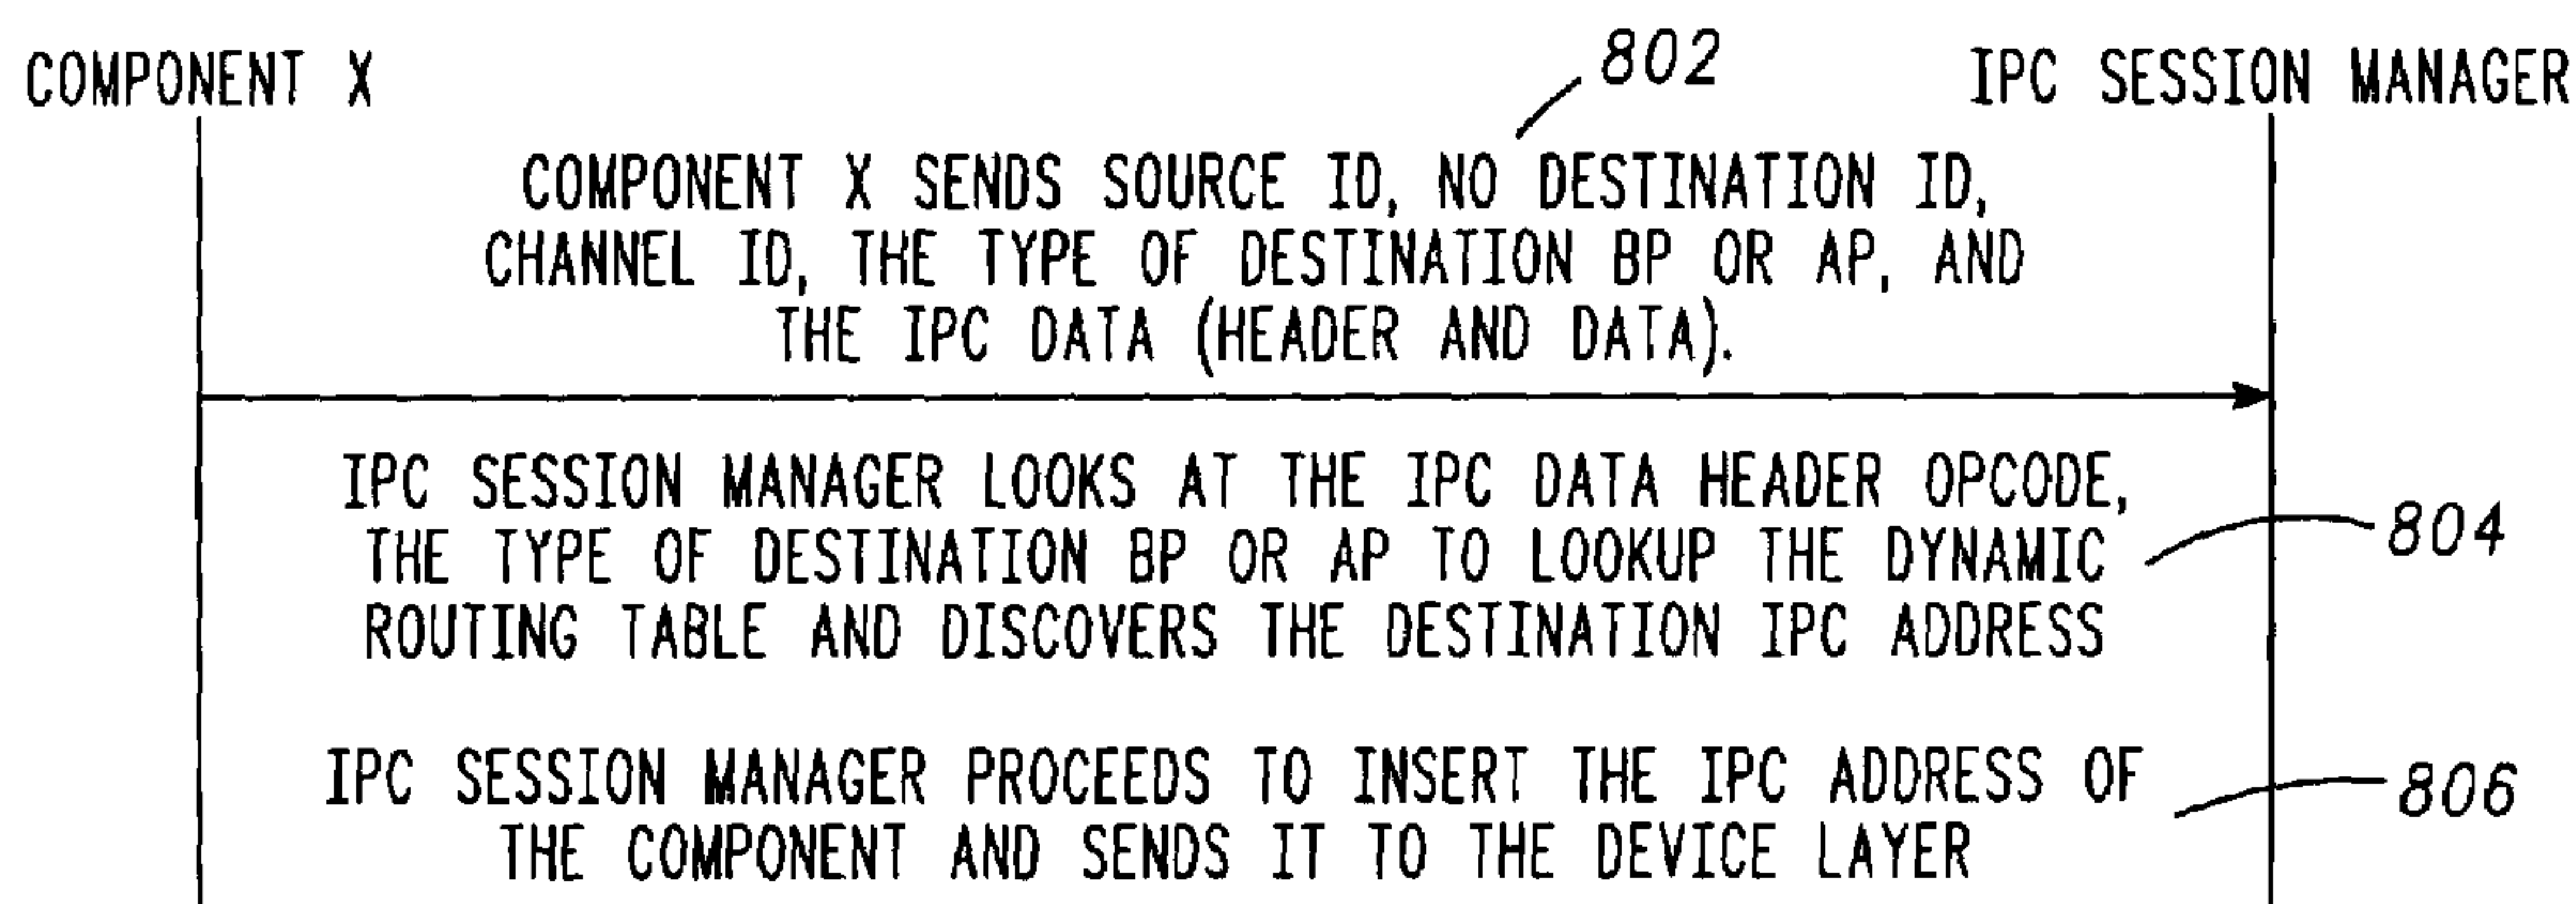 COMPONENT X
802
IPC SESSION MANAGER
COMPONENT X SENDS SOURCE ID, NO DESTINATION ID,
CHANNEL ID, THE TYPE OF DESTINATION BP OR AP, AND
THE IPC DATA (HEADER AND DATA).
IPC SESSION MANAGER LOOKS AT THE IPC DATA HEADER OPCODE,
THE TYPE OF DESTINATION BP OR AP TO LOOKUP THE DYNAMIC
ROUTING TABLE AND DISCOVERS THE DESTINATION IPC ADDRESS
804
IPC SESSION MANAGER PROCEEDS TO INSERT THE IPC ADDRESS OF
THE COMPONENT AND SENDS IT TO THE DEVICE LAYER
806